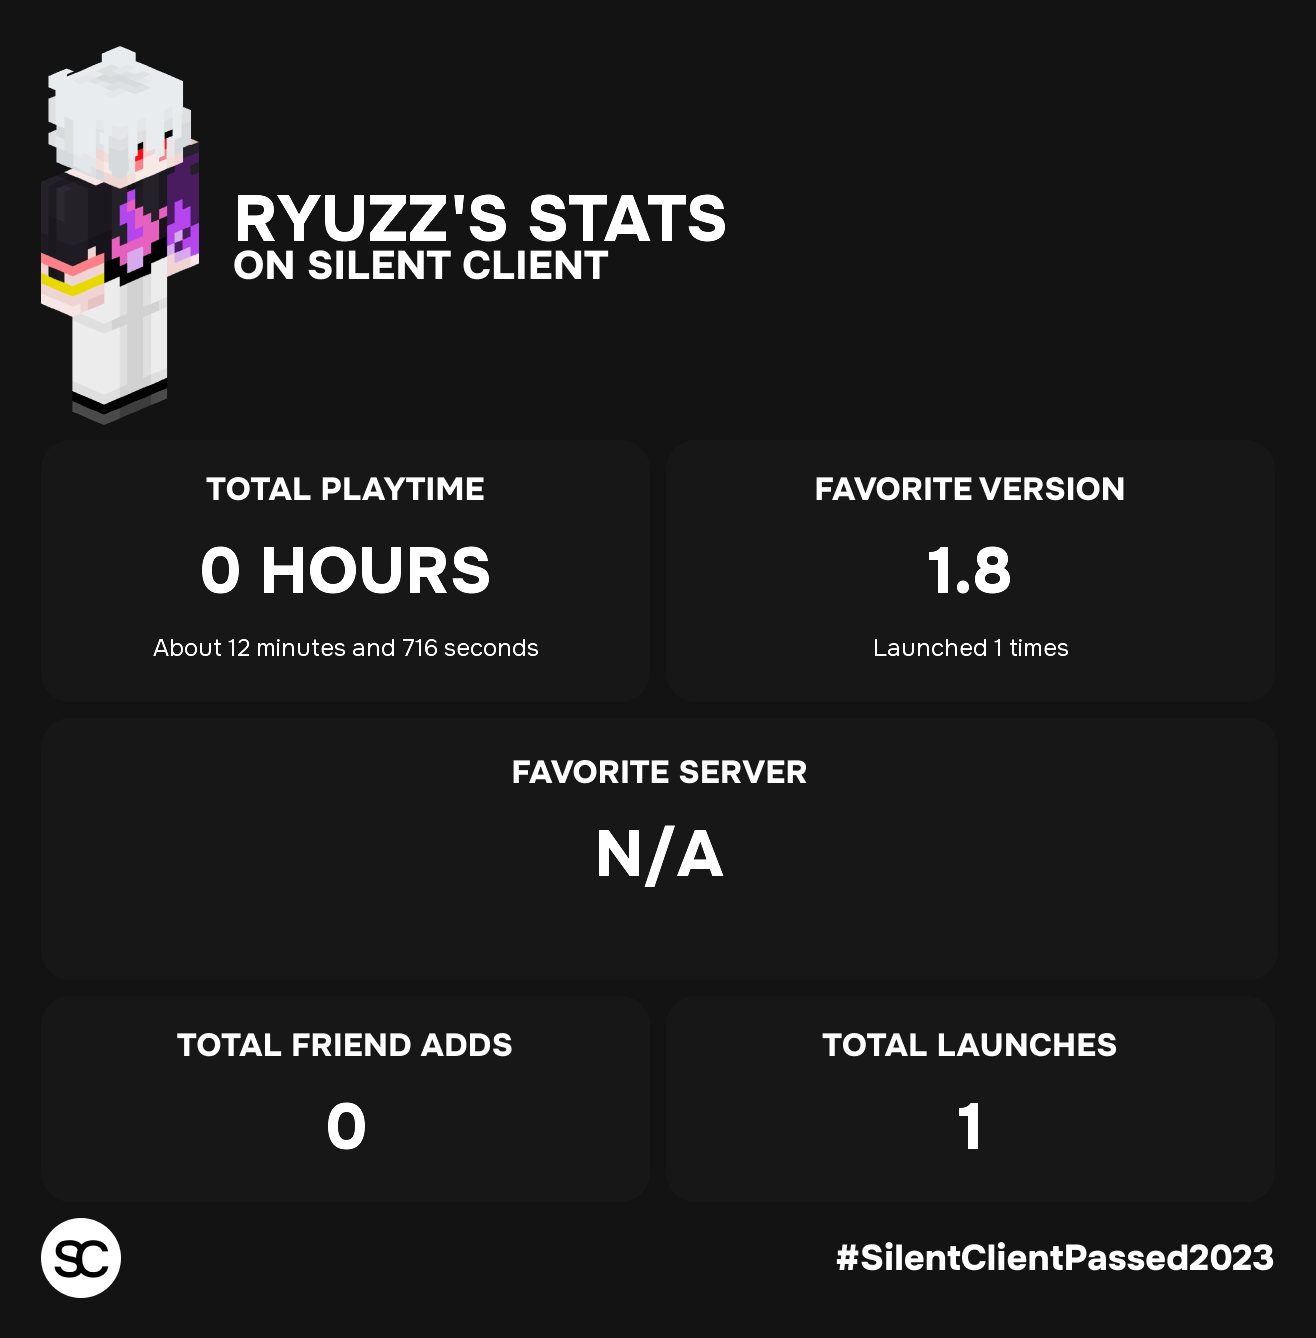 RYUZZ'S STATS
ON SILENT CLIENT
TOTAL PLAYTIME
0 HOURS
About 12 minutes and 716 seconds
FAVORITE VERSION
1.8
Launched 1 times
FAVORITE SERVER
N/A
TOTAL FRIEND ADDS
0
TOTAL LAUNCHES
1
SC
#SilentClientPassed2023